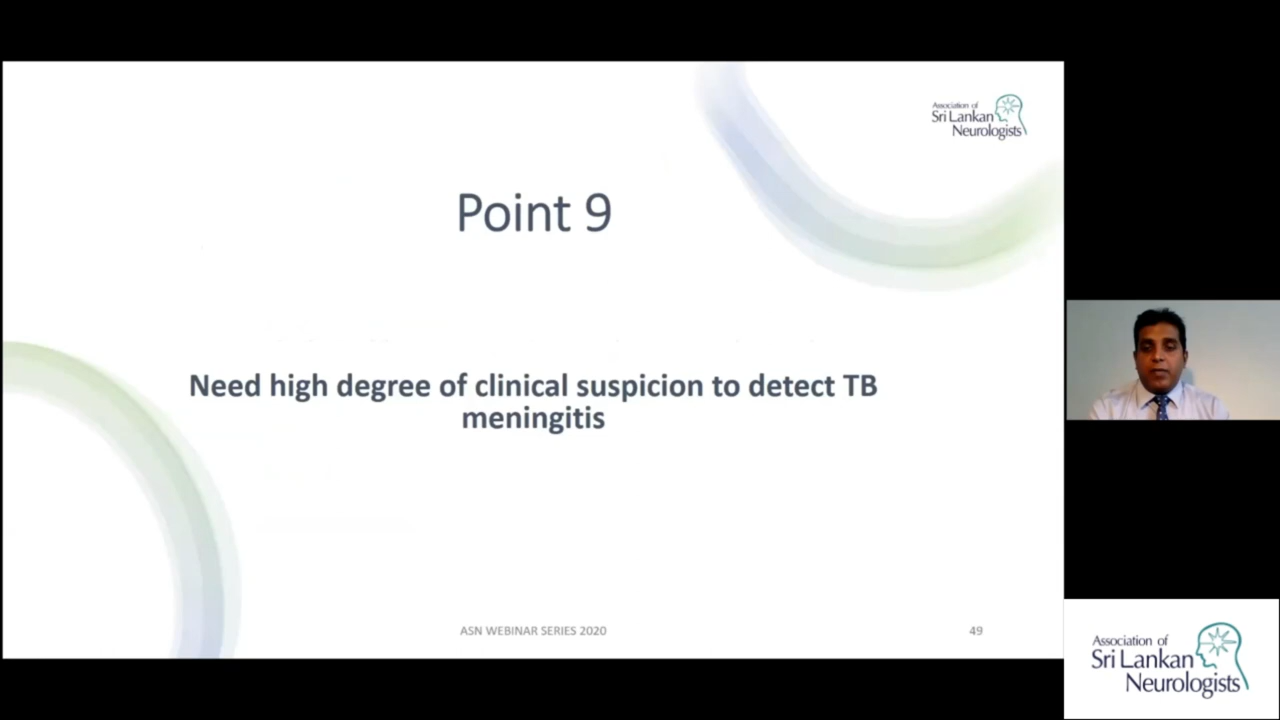 Association of
Sri Lankan
Neurologists
Point 9
Need high degree of clinical suspicion to detect TB
meningitis
ASN WEBINAR SERIES 2020
49
Association of
Sri Lankan
Neurologists